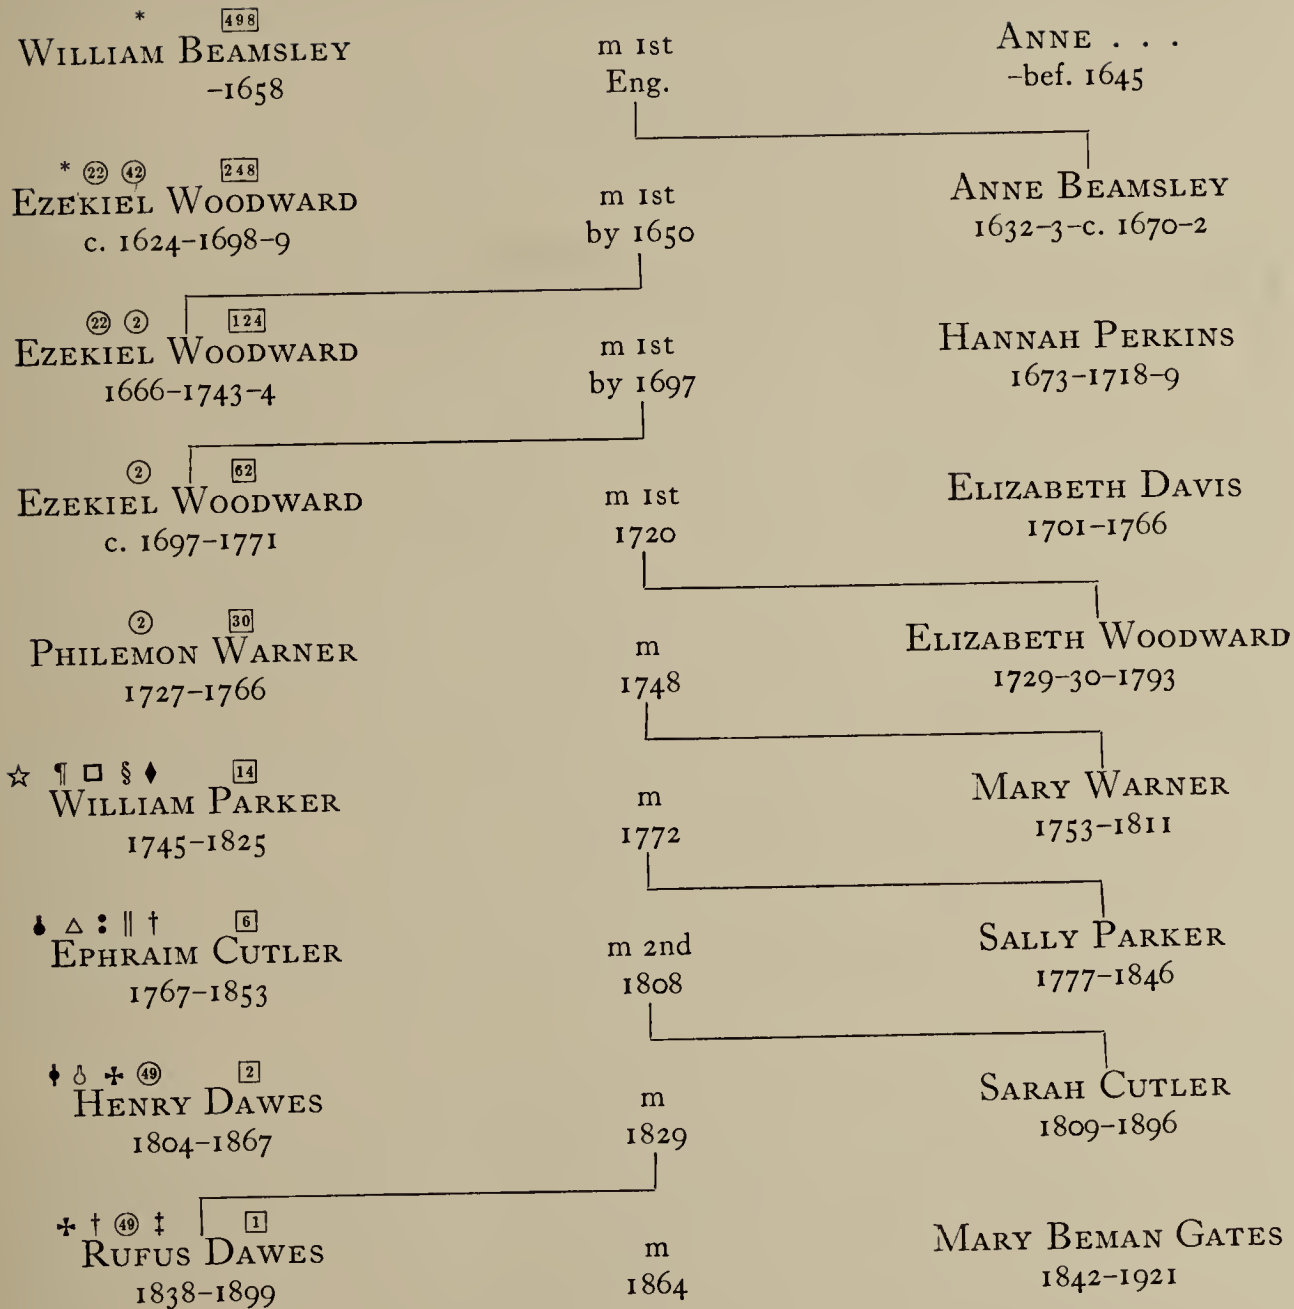 * 498
WILLIAM BEAMSLEY m 1st ANNE . . .
-1658 Eng. -bef. 1645
* 22 42 248
EZEKIEL WOODWARD m 1st ANNE BEAMSLEY
c. 1624-1698-9 by 1650 1632-3-c. 1670-2
22 2 124
EZEKIEL WOODWARD m 1st HANNAH PERKINS
1666-1743-4 by 1697 1673-1718-9
2 62
EZEKIEL WOODWARD m 1st ELIZABETH DAVIS
c. 1697-1771 1720 1701-1766
2 30
PHILEMON WARNER m ELIZABETH WOODWARD
1727-1766 1748 1729-30-1793
☆ ¶ □ § ♦ 14
WILLIAM PARKER m MARY WARNER
1745-1825 1772 1753-1811
△ : || † 6
EPHRAIM CUTLER m 2nd SALLY PARKER
1767-1853 1808 1777-1846
✢ 49 2
HENRY DAWES m SARAH CUTLER
1804-1867 1829 1809-1896
✢ † 49 ‡ 1
RUFUS DAWES m MARY BEMAN GATES
1838-1899 1864 1842-1921